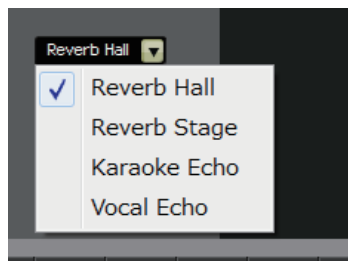 Reverb Hall
Reverb Hall
Reverb Stage
Karaoke Echo
Vocal Echo